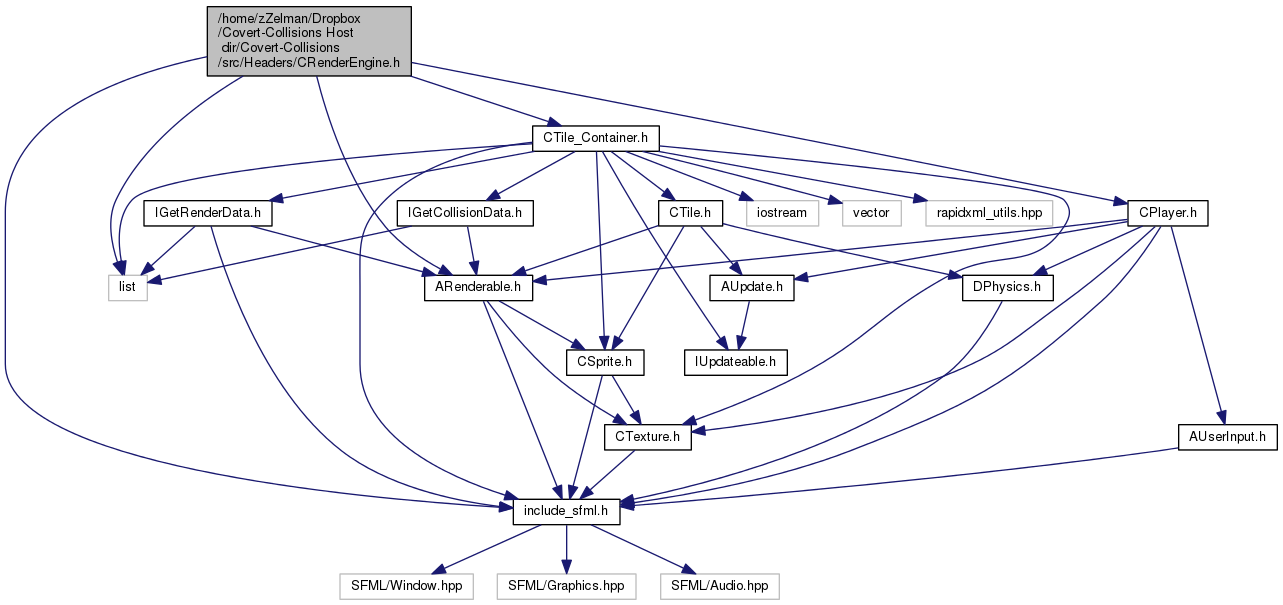 /home/zZelman/Dropbox
/Covert-Collisions Host
dir/Covert-Collisions
/src/Headers/CRenderEngine.h
CTile_Container.h
IGetRenderData.h
IGetCollisionData.h
CTile.h
iostream
vector
rapidxml_utils.hpp
CPlayer.h
list
ARenderable.h
AUpdate.h
DPhysics.h
CSprite.h
IUpdateable.h
CTexture.h
AUserInput.h
include_sfml.h
SFML/Window.hpp
SFML/Graphics.hpp
SFML/Audio.hpp